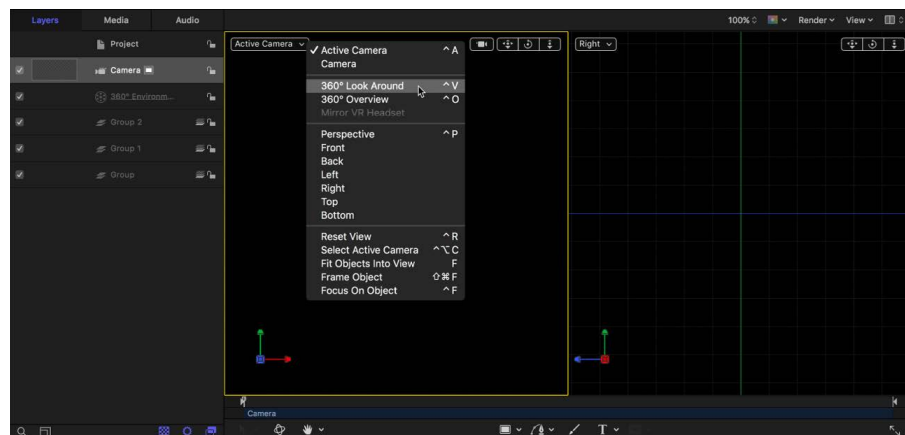 Layers Media Audio 100% Render View
Project Active Camera Right
Active Camera ^ A
Camera Camera
360° Look Around ^ V
360° Environm... 360° Overview ^ O
Mirror VR Headset
Group 2
Perspective ^ P
Group 1 Front
Back
Group Left
Right
Top
Bottom
Reset View ^ R
Select Active Camera ^⌥ C
Fit Objects Into View F
Frame Object ⇧⌘ F
Focus On Object ^ F
Camera
T